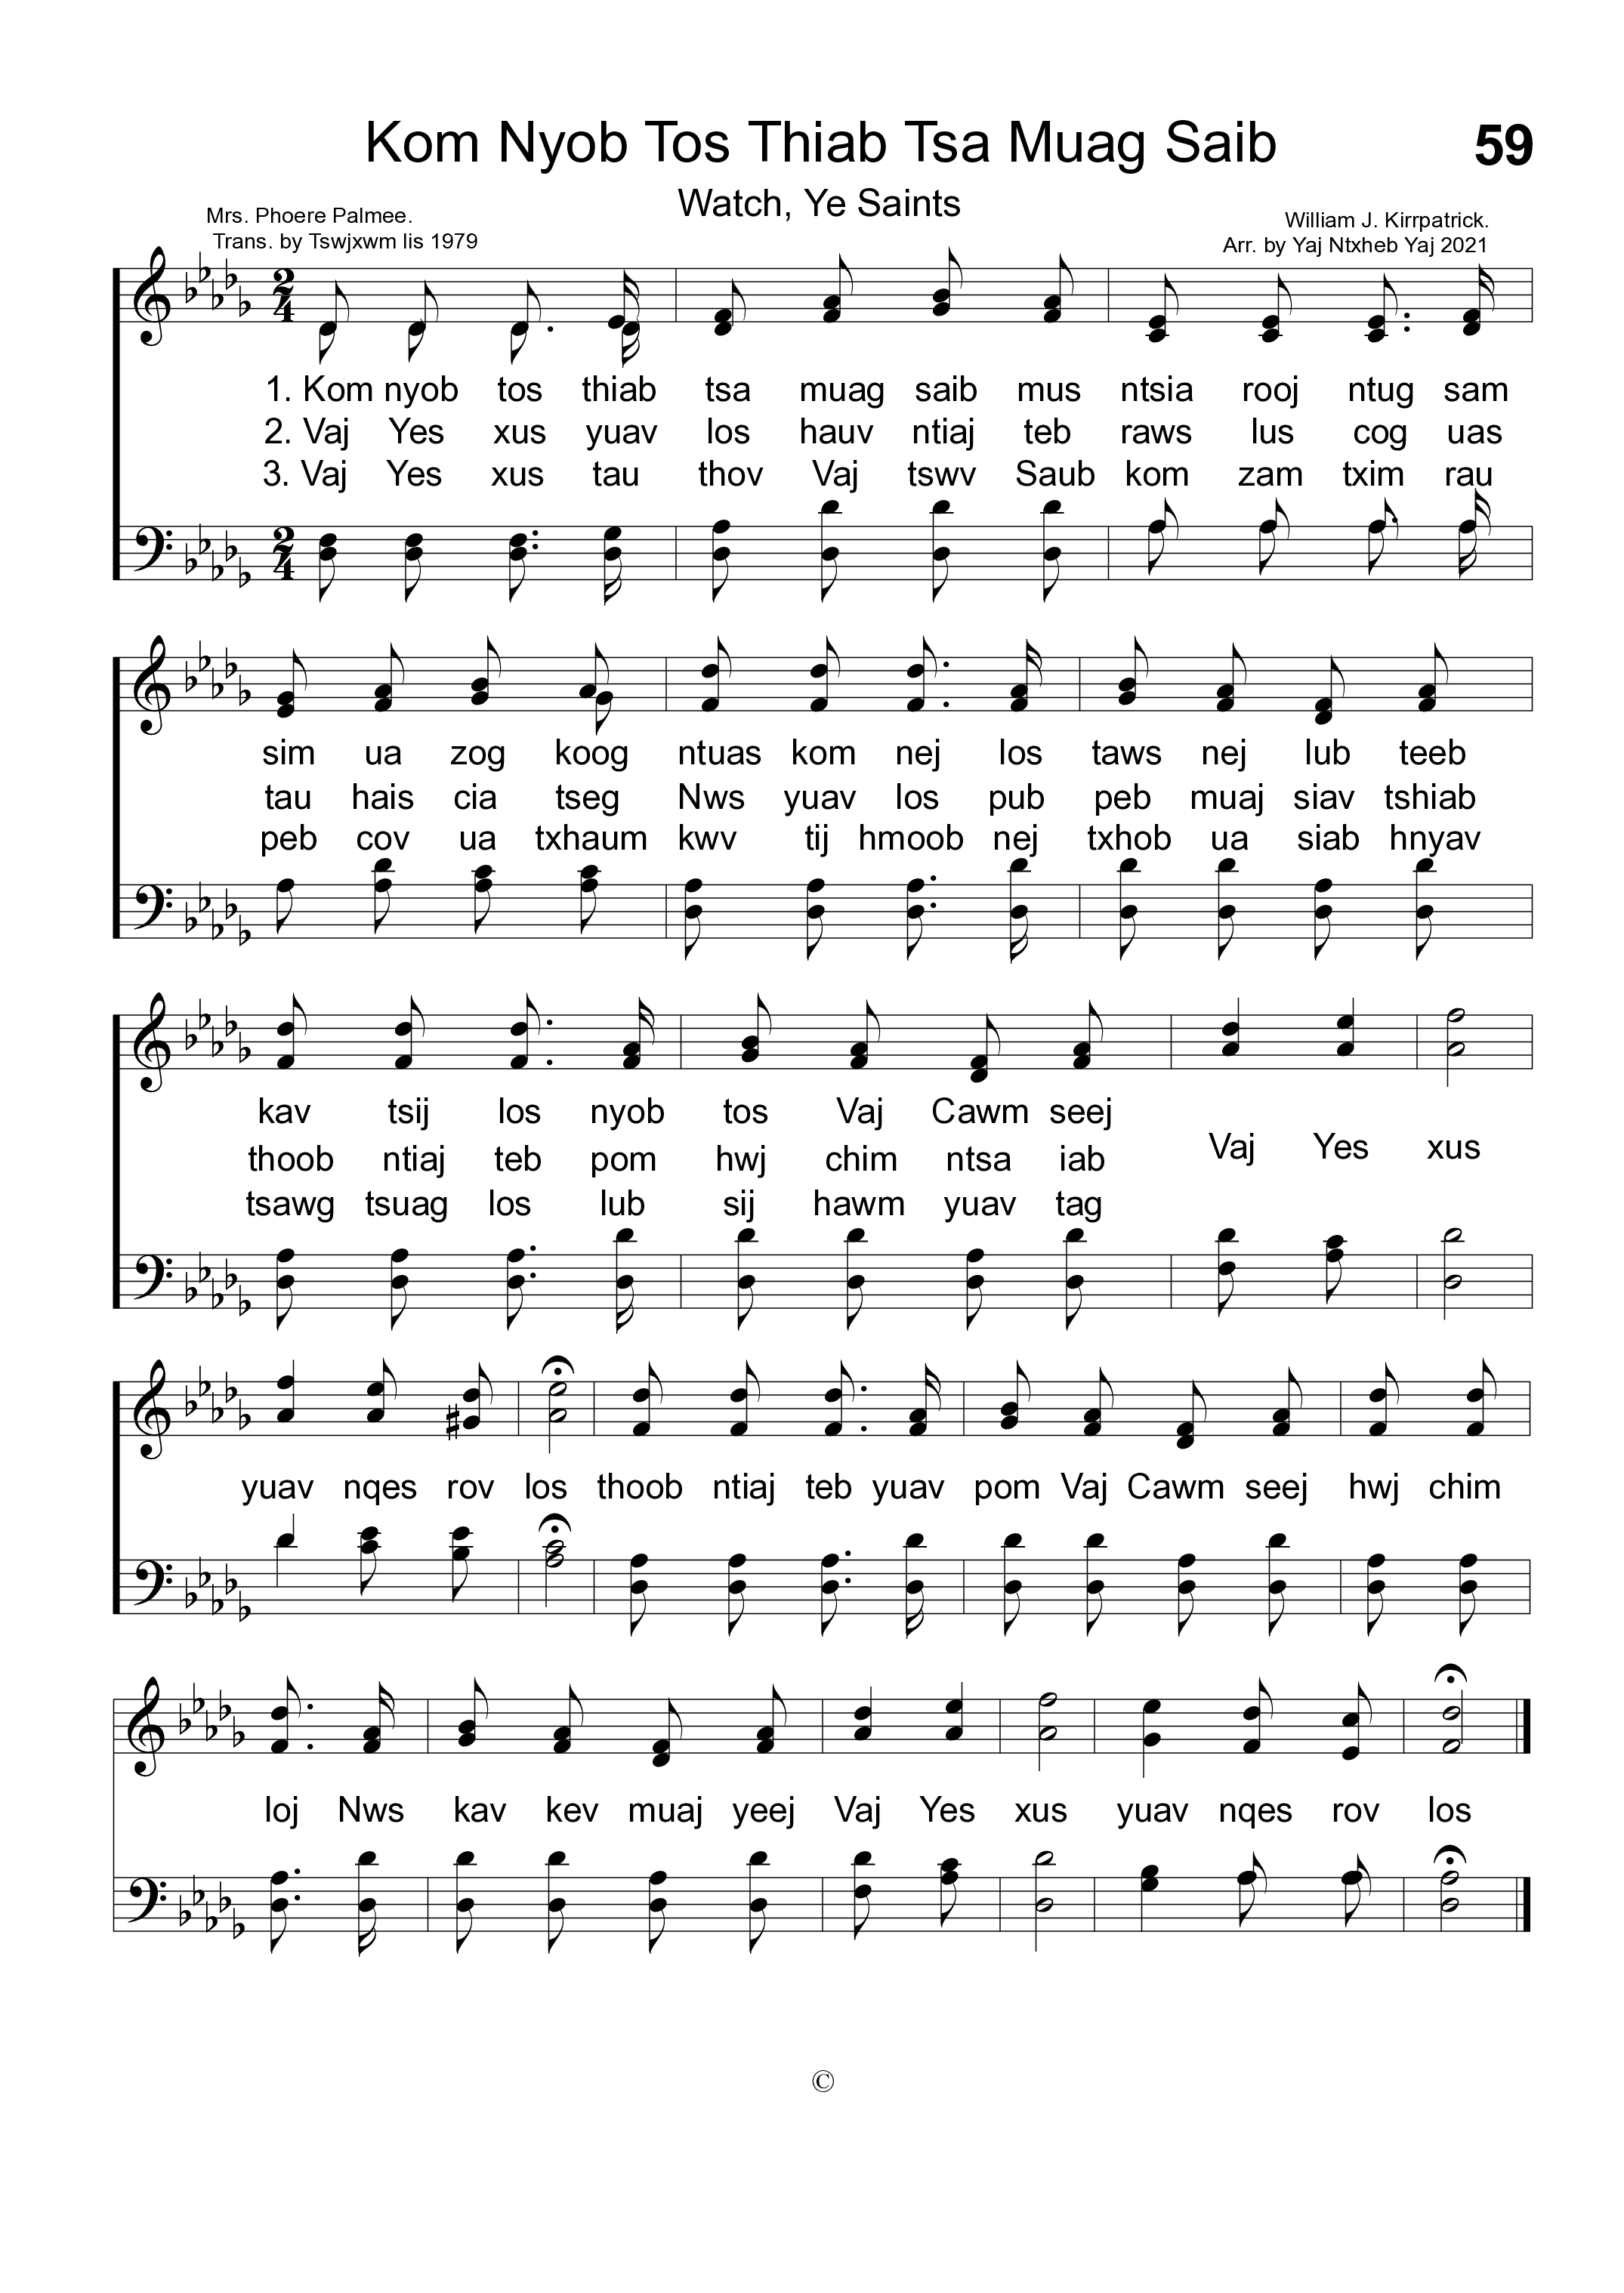 Kom Nyob Tos Thiab Tsa Muag Saib
59
Watch, Ye Saints
Mrs. Phoere Palmee.
Trans. by Tswjxwm lis 1979
William J. Kirrpatrick.
Arr. by Yaj Ntxheb Yaj 2021
1. Kom nyob tos thiab tsa muag saib mus ntsia rooj ntug sam
2. Vaj Yes xus yuav los hauv ntiaj teb raws lus cog uas
3. Vaj Yes xus tau thov Vaj tswv Saub kom zam txim rau
sim ua zog koog ntuas kom nej los taws nej lub teeb
tau hais cia tseg Nws yuav los pub peb muaj siav tshiab
peb cov ua txhaum kwv tij hmoob nej txhob ua siab hnyav
kav tsij los nyob tos Vaj Cawm seej
thoob ntiaj teb pom hwj chim ntsa iab
tsawg tsuag los lub sij hawm yuav tag
Vaj Yes xus
yuav nqes rov los thoob ntiaj teb yuav pom Vaj Cawm seej hwj chim
loj Nws kav kev muaj yeej Vaj Yes xus yuav nqes rov los
©